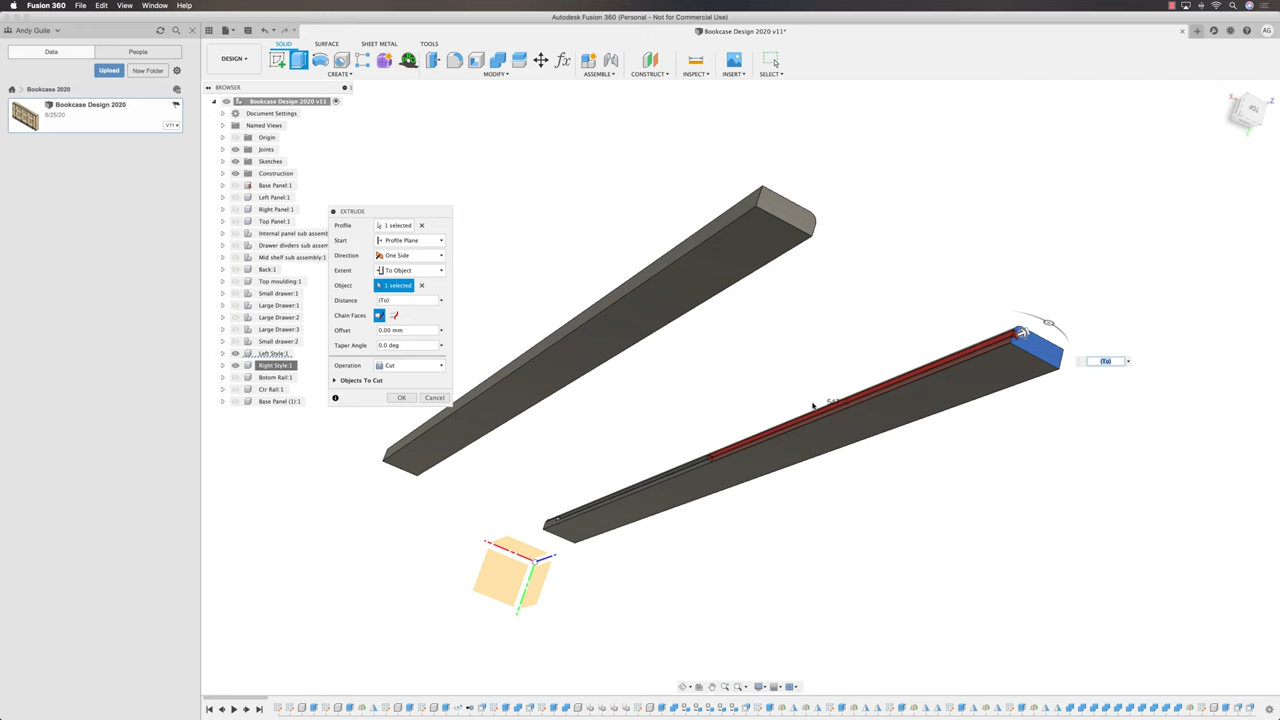 Fusion 360 File Edit View Window Help
Autodesk Fusion 360 (Personal - Not for Commercial Use)
Andy Guile
Bookcase Design 2020 v11*
AG
Data People
SOLID SURFACE SHEET METAL TOOLS
DESIGN
Upload New Folder
CREATE MODIFY ASSEMBLE CONSTRUCT INSPECT INSERT SELECT
Bookcase 2020
BROWSER
Bookcase Design 2020
8/25/20
V11
Bookcase Design 2020 v11
Document Settings
Named Views
Origin
Joints
Sketches
Construction
Base Panel:1
Left Panel:1
Right Panel:1
Top Panel:1
Internal panel sub assemb
Drawer divders sub assem
Mid shelf sub assembly:1
Back:1
Top moulding:1
Small drawer:1
Large Drawer:1
Large Drawer:2
Large Drawer:3
Small drawer:2
Left Style:1
Right Style:1
Botom Rail:1
Ctr Rail:1
Base Panel (1):1
EXTRUDE
Profile 1 selected
Start Profile Plane
Direction One Side
Extent To Object
Object 1 selected
Distance (To)
Chain Faces
Offset 0.00 mm
Taper Angle 0.0 deg
Operation Cut
Objects To Cut
OK Cancel
(To)
TOP
X
Z
Y